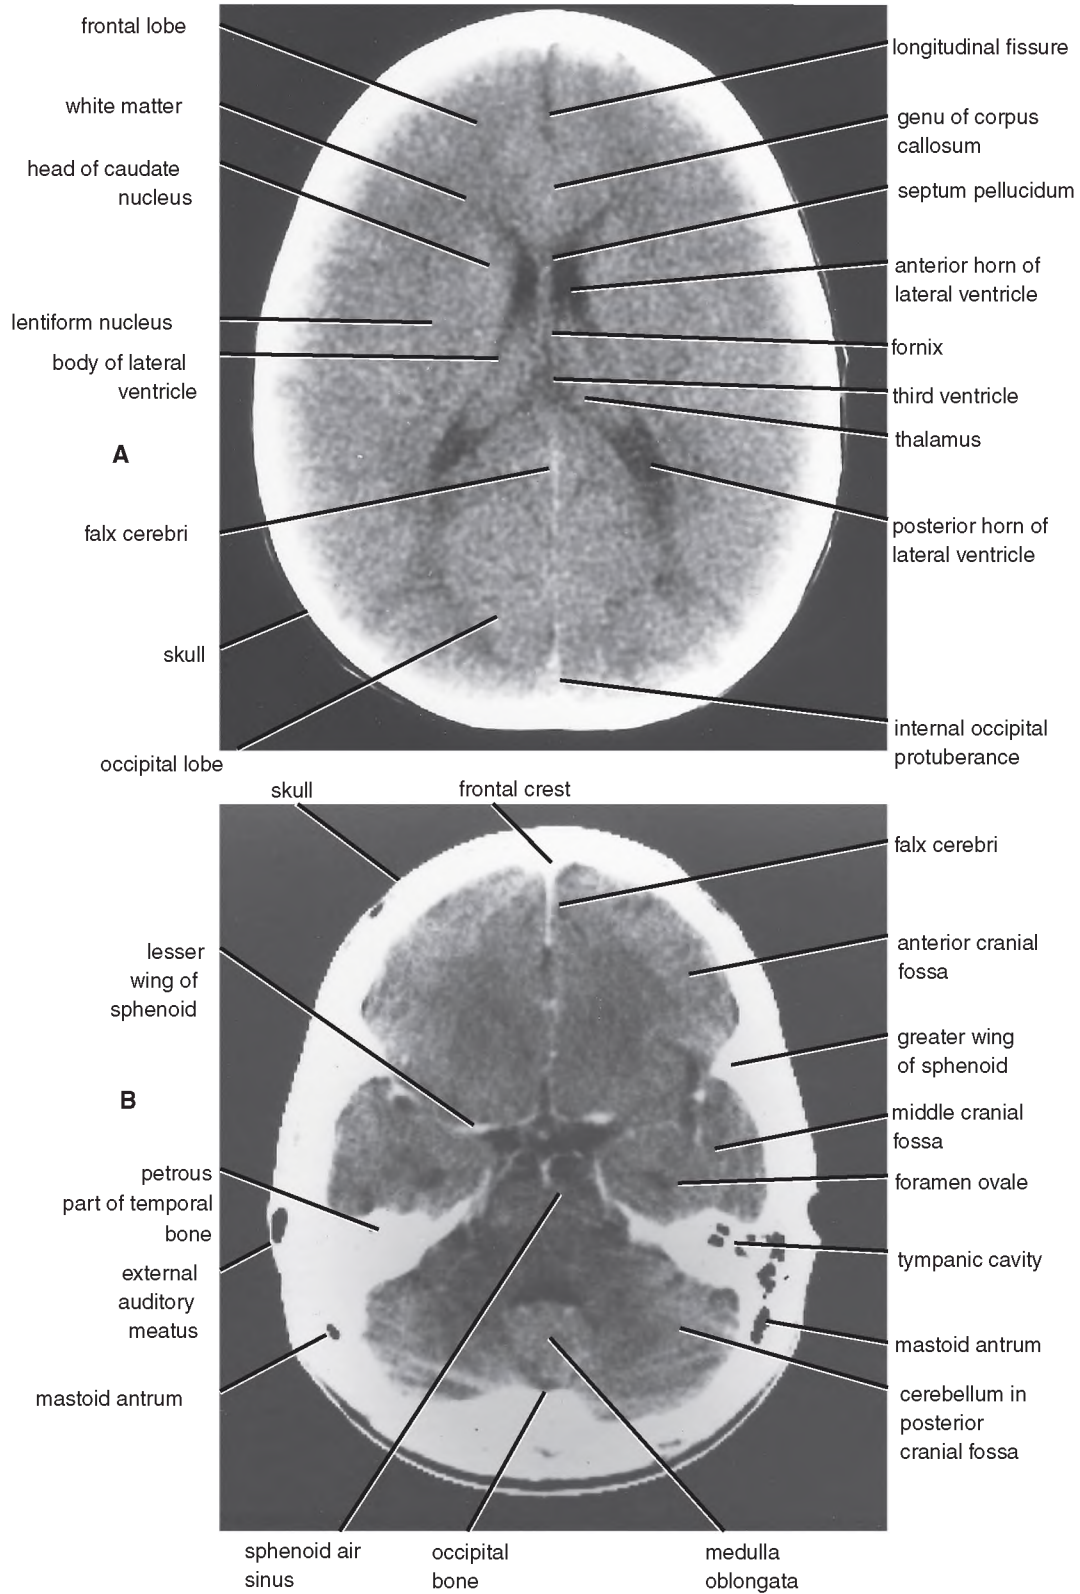 frontal lobe
white matter
head of caudate
nucleus
lentiform nucleus
body of lateral
ventricle
A
falx cerebri
skull
occipital lobe
longitudinal fissure
genu of corpus
callosum
septum pellucidum
anterior horn of
lateral ventricle
fornix
third ventricle
thalamus
posterior horn of
lateral ventricle
internal occipital
protuberance
skull
frontal crest
lesser
wing of
sphenoid
B
petrous
part of temporal
bone
external
auditory
meatus
mastoid antrum
falx cerebri
anterior cranial
fossa
greater wing
of sphenoid
middle cranial
fossa
foramen ovale
tympanic cavity
mastoid antrum
cerebellum in
posterior
cranial fossa
sphenoid air
sinus
occipital
bone
medulla
oblongata